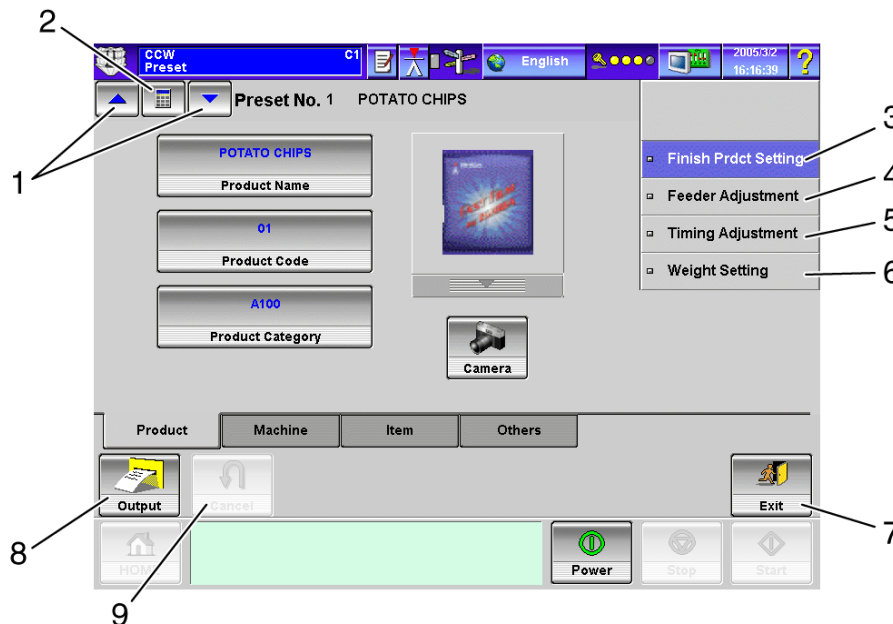 2
CCW C1
Preset
English
2005/3/2
16:16:39
?
Preset No. 1 POTATO CHIPS
1
POTATO CHIPS
Product Name
01
Product Code
A100
Product Category
Camera
3
Finish Prdct Setting
4
Feeder Adjustment
5
Timing Adjustment
6
Weight Setting
Product Machine Item Others
Output Cancel Exit
8
7
HOME Power Stop Start
9